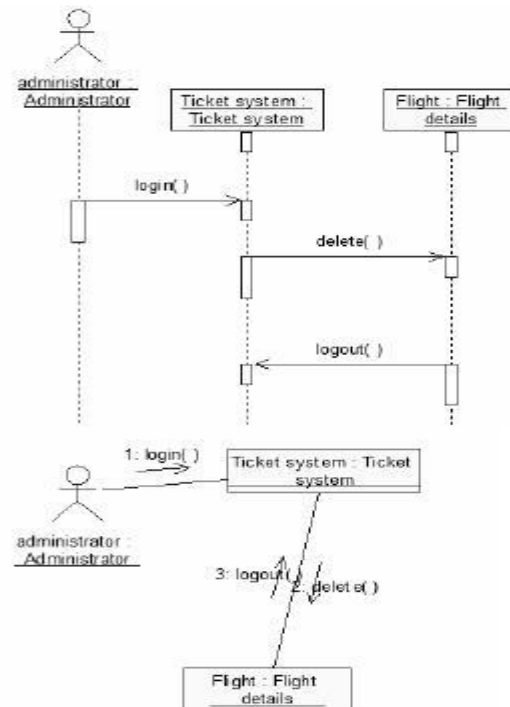 administrator :
Administrator
Ticket system :
Ticket system
Flight : Flight
details
login( )
delete( )
logout( )
1: login( )
Ticket system : Ticket
system
administrator :
Administrator
3: logout( )
2: delete( )
Flight : Flight
details